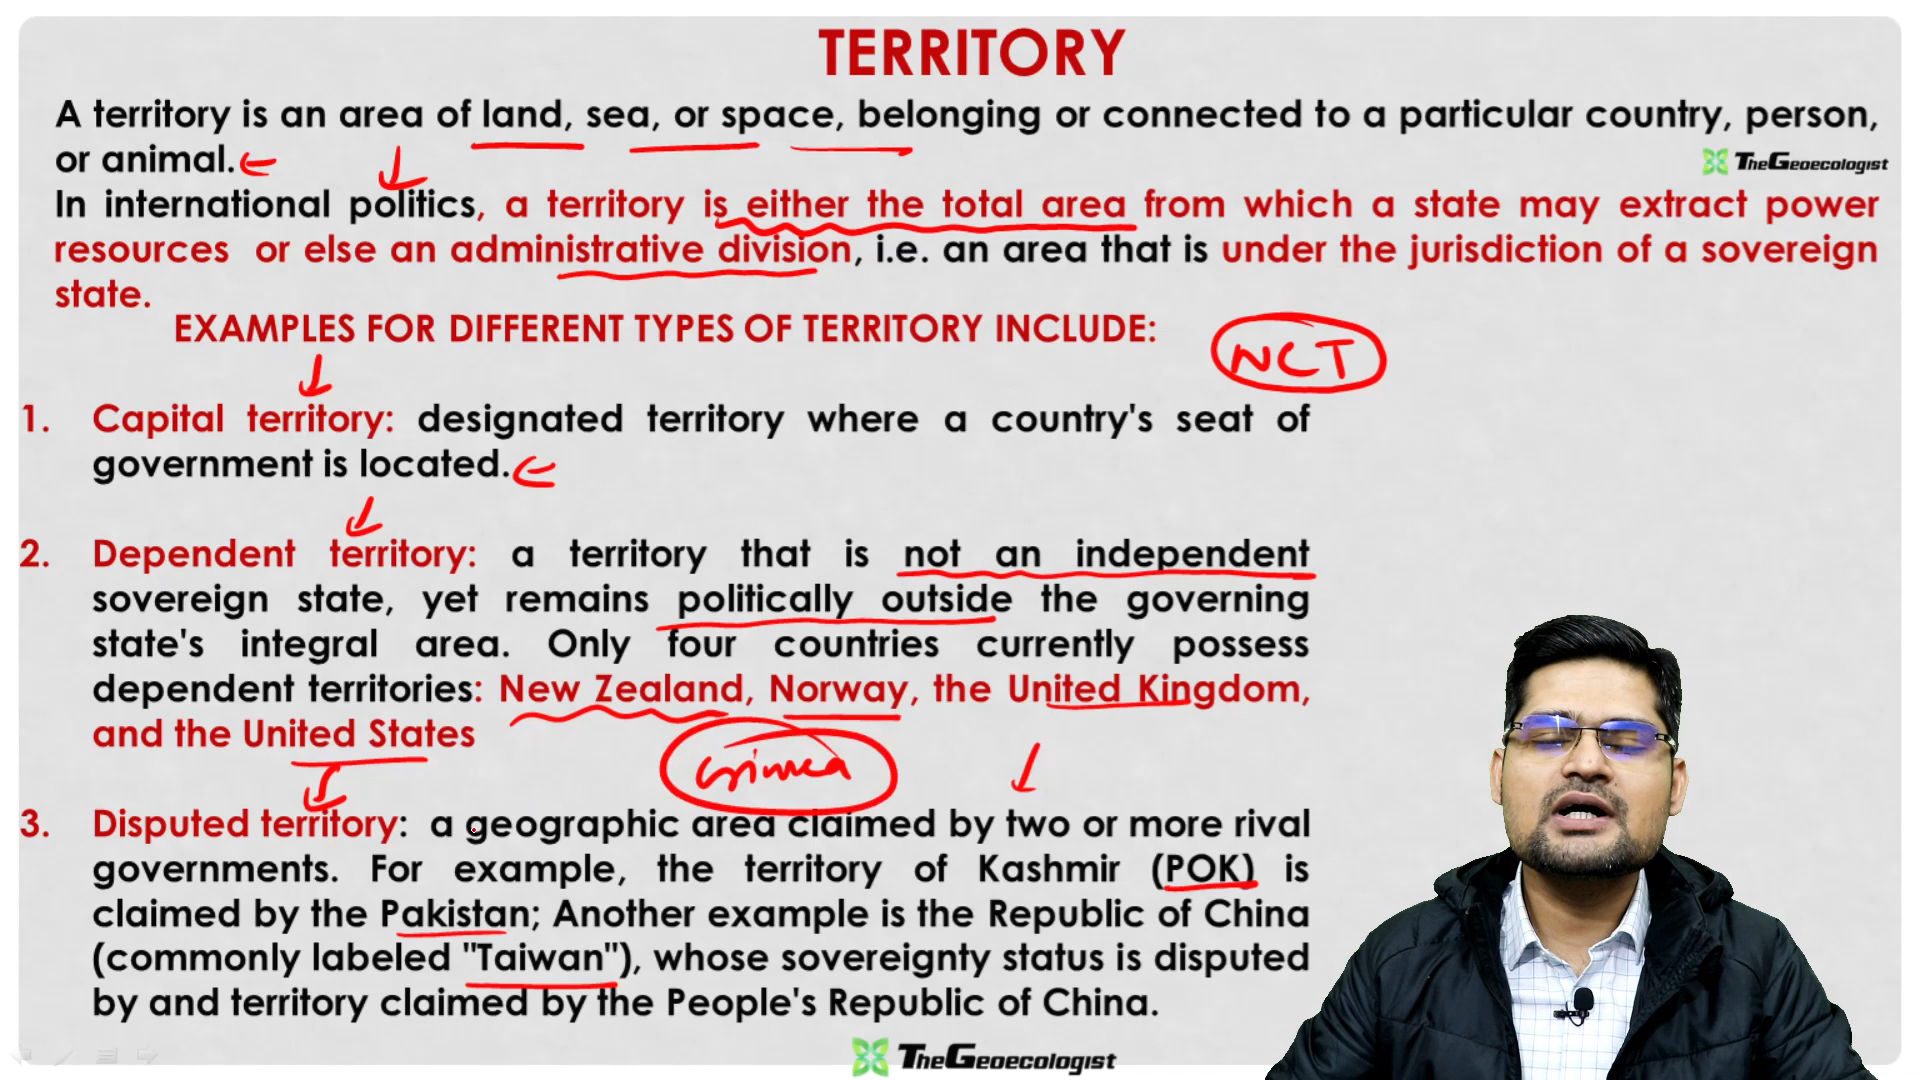 TERRITORY
A territory is an area of land, sea, or space, belonging or connected to a particular country, person,
or animal.
TheGeoecologist
In international politics, a territory is either the total area from which a state may extract power
resources or else an administrative division, i.e. an area that is under the jurisdiction of a sovereign
state.
EXAMPLES FOR DIFFERENT TYPES OF TERRITORY INCLUDE:
NCT
1. Capital territory: designated territory where a country's seat of
government is located.
2. Dependent territory: a territory that is not an independent
sovereign state, yet remains politically outside the governing
state's integral area. Only four countries currently possess
dependent territories: New Zealand, Norway, the United Kingdom,
and the United States
Crimea
3. Disputed territory: a geographic area claimed by two or more rival
governments. For example, the territory of Kashmir (POK) is
claimed by the Pakistan; Another example is the Republic of China
(commonly labeled "Taiwan"), whose sovereignty status is disputed
by and territory claimed by the People's Republic of China.
TheGeoecologist